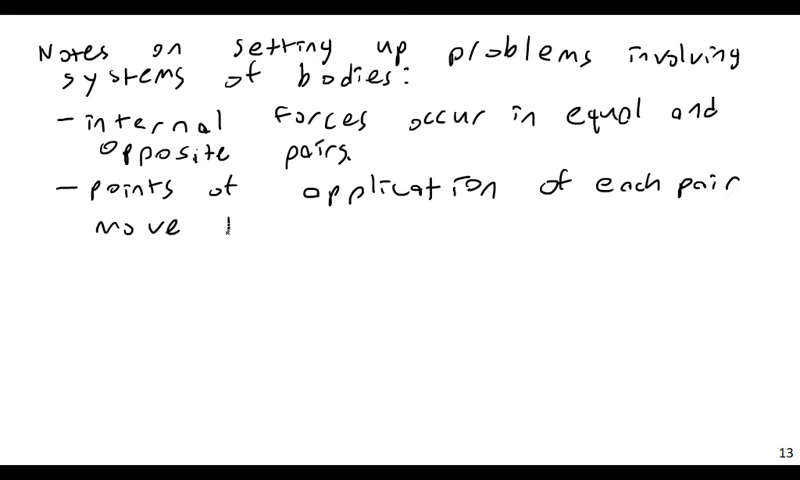 Notes on setting up problems involving
systems of bodies:
- internal forces occur in equal and
opposite pairs.
- points of application of each pair
move
13